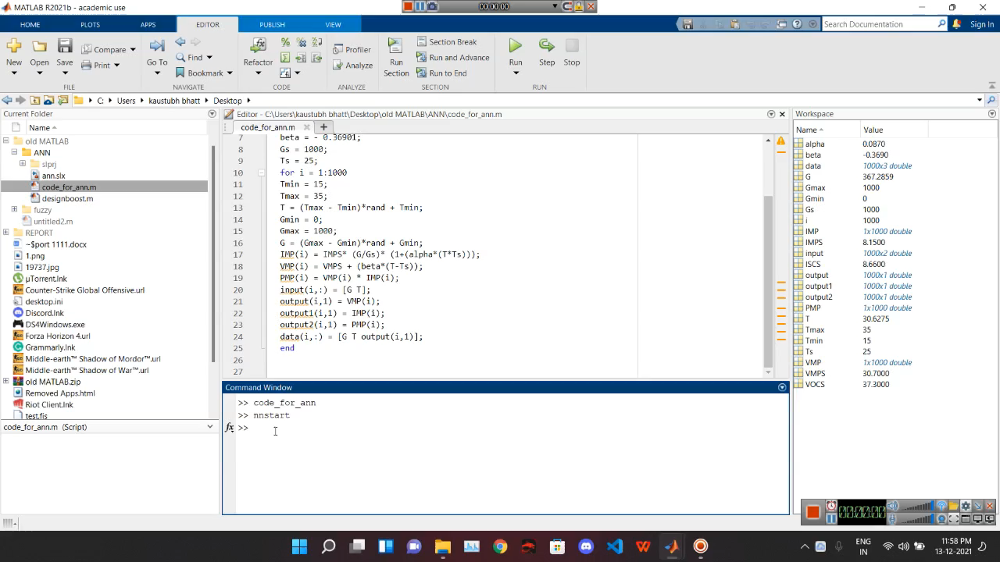 MATLAB R2021b - academic use
00:00:00
HOME PLOTS APPS EDITOR PUBLISH VIEW
Search Documentation Sign In
New Open Save Compare Print
FILE
Go To Find Bookmark
NAVIGATE
Refactor
CODE
Profiler Analyze
ANALYZE
Run Section Section Break Run and Advance Run to End
SECTION
Run Step Stop
RUN
C: Users kaustubh bhatt Desktop
Current Folder
Name
old MATLAB
ANN
slprj
ann.slx
code_for_ann.m
designboost.m
fuzzy
untitled2.m
REPORT
~$port 1111.docx
1.png
19737.jpg
µTorrent.lnk
Counter-Strike Global Offensive.url
desktop.ini
Discord.lnk
DS4Windows.exe
Forza Horizon 4.url
Grammarly.lnk
Middle-earth™ Shadow of Mordor™.url
Middle-earth™ Shadow of War™.url
old MATLAB.zip
Removed Apps.html
Riot Client.lnk
test.fis
code_for_ann.m (Script)
Editor - C:\Users\kaustubh bhatt\Desktop\old MATLAB\ANN\code_for_ann.m
code_for_ann.m
7 beta = - 0.36901;
8 Gs = 1000;
9 Ts = 25;
10 for i = 1:1000
11 Tmin = 15;
12 Tmax = 35;
13 T = (Tmax - Tmin)*rand + Tmin;
14 Gmin = 0;
15 Gmax = 1000;
16 G = (Gmax - Gmin)*rand + Gmin;
17 IMP(i) = IMPS* (G/Gs)* (1+(alpha*(T*Ts)));
18 VMP(i) = VMPS + (beta*(T-Ts));
19 PMP(i) = VMP(i) * IMP(i);
20 input(i,:) = [G T];
21 output(i,1) = VMP(i);
22 output1(i,1) = IMP(i);
23 output2(i,1) = PMP(i);
24 data(i,:) = [G T output(i,1)];
25 end
26
27
Command Window
>> code_for_ann
>> nnstart
fx >>
Workspace
Name Value
alpha 0.0870
beta -0.3690
data 1000x3 double
G 367.2859
Gmax 1000
Gmin 0
Gs 1000
i 1000
IMP 1x1000 double
IMPS 8.1500
input 1000x2 double
ISCS 8.6600
output 1000x1 double
output1 1000x1 double
output2 1000x1 double
PMP 1x1000 double
T 30.6275
Tmax 35
Tmin 15
Ts 25
VMP 1x1000 double
VMPS 30.7000
VOCS 37.3000
ENG
IN
11:58 PM
13-12-2021